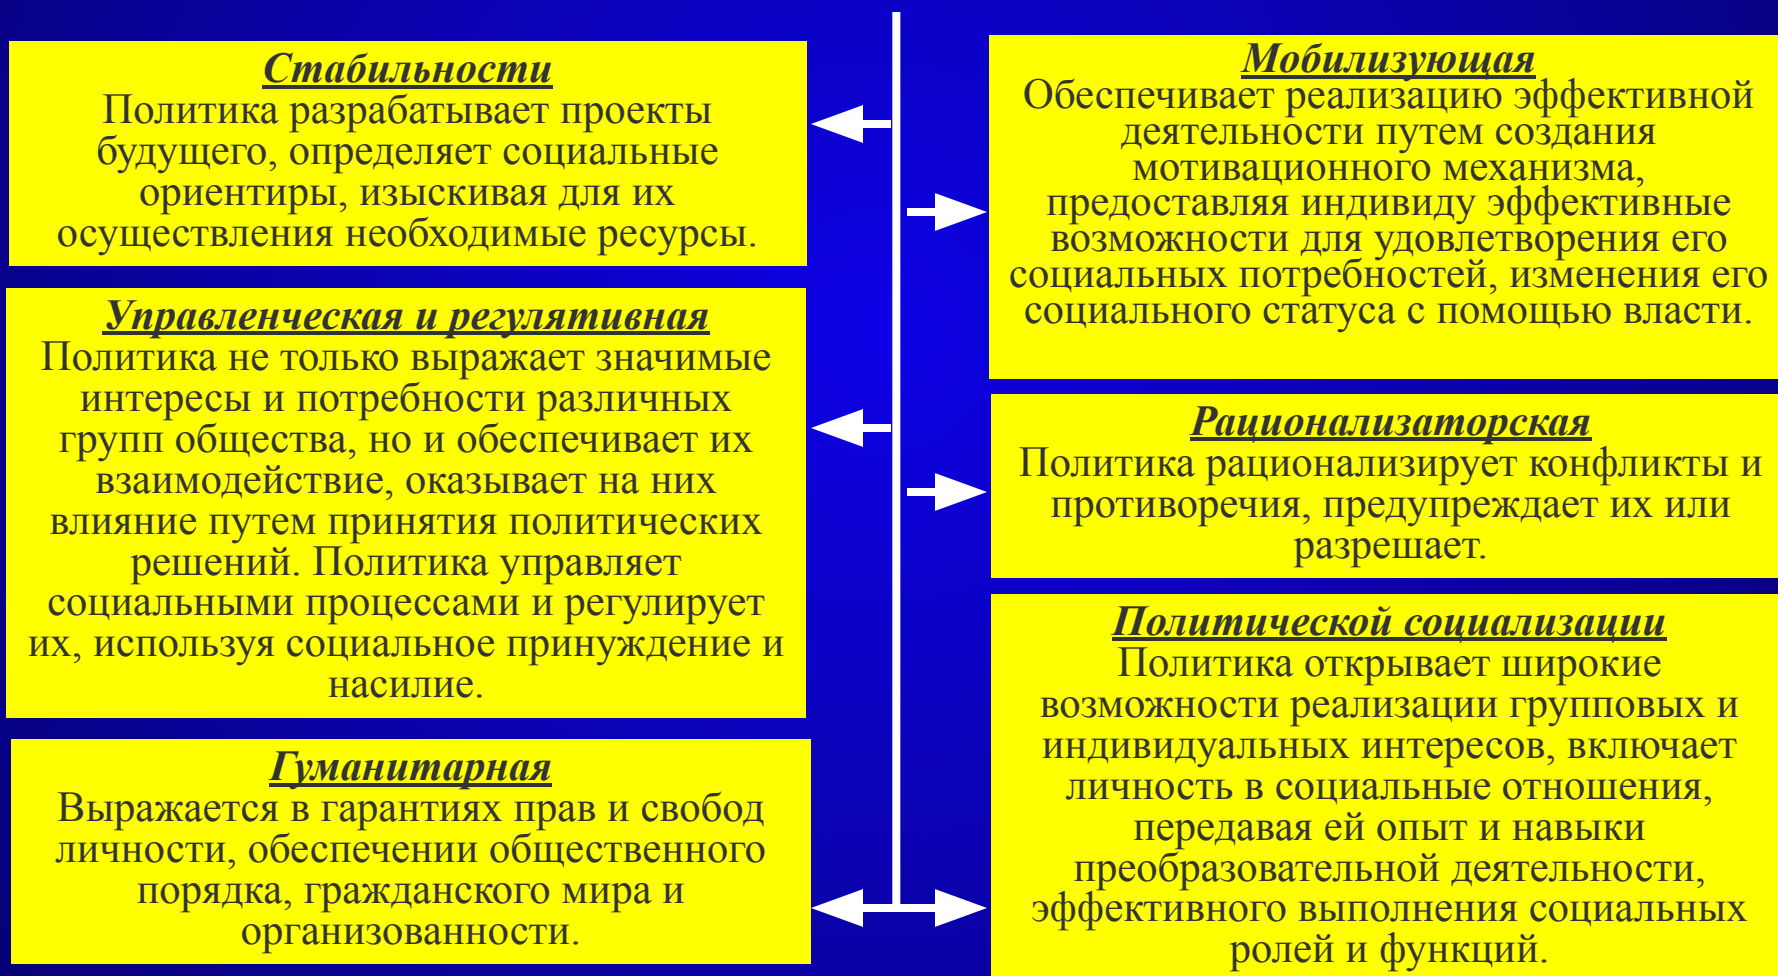 Стабильности
Политика разрабатывает проекты
будущего, определяет социальные
ориентиры, изыскивая для их
осуществления необходимые ресурсы.
Управленческая и регулятивная
Политика не только выражает значимые
интересы и потребности различных
групп общества, но и обеспечивает их
взаимодействие, оказывает на них
влияние путем принятия политических
решений. Политика управляет
социальными процессами и регулирует
их, используя социальное принуждение и
насилие.
Гуманитарная
Выражается в гарантиях прав и свобод
личности, обеспечении общественного
порядка, гражданского мира и
организованности.
Мобилизующая
Обеспечивает реализацию эффективной
деятельности путем создания
мотивационного механизма,
предоставляя индивиду эффективные
возможности для удовлетворения его
социальных потребностей, изменения его
социального статуса с помощью власти.
Рационализаторская
Политика рационализирует конфликты и
противоречия, предупреждает их или
разрешает.
Политической социализации
Политика открывает широкие
возможности реализации групповых и
индивидуальных интересов, включает
личность в социальные отношения,
передавая ей опыт и навыки
преобразовательной деятельности,
эффективного выполнения социальных
ролей и функций.